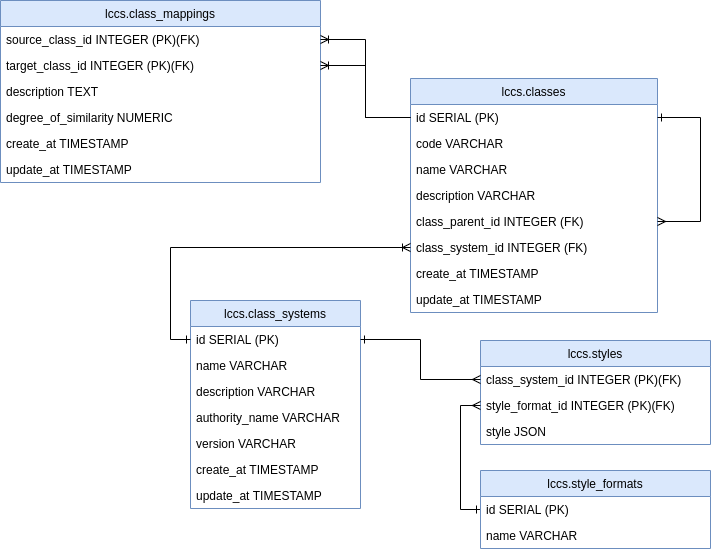 lccs.class_mappings
source_class_id INTEGER (PK)(FK)
target_class_id INTEGER (PK)(FK)
description TEXT
degree_of_similarity NUMERIC
create_at TIMESTAMP
update_at TIMESTAMP
lccs.classes
id SERIAL (PK)
code VARCHAR
name VARCHAR
description VARCHAR
class_parent_id INTEGER (FK)
class_system_id INTEGER (FK)
create_at TIMESTAMP
update_at TIMESTAMP
lccs.class_systems
id SERIAL (PK)
name VARCHAR
description VARCHAR
authority_name VARCHAR
version VARCHAR
create_at TIMESTAMP
update_at TIMESTAMP
lccs.styles
class_system_id INTEGER (PK)(FK)
style_format_id INTEGER (PK)(FK)
style JSON
lccs.style_formats
id SERIAL (PK)
name VARCHAR